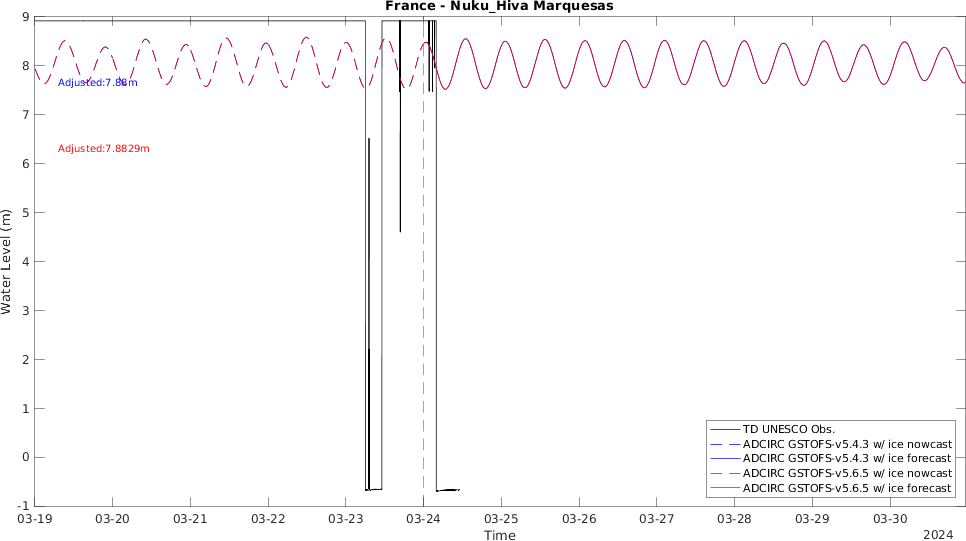 France - Nuku_Hiva Marquesas
9
8
7
6
5
4
3
2
1
0
-1
Water Level (m)
Adjusted:7.88m
Adjusted:7.8829m
TD UNESCO Obs.
ADCIRC GSTOFS-v5.4.3 w/ ice nowcast
ADCIRC GSTOFS-v5.4.3 w/ ice forecast
ADCIRC GSTOFS-v5.6.5 w/ ice nowcast
ADCIRC GSTOFS-v5.6.5 w/ ice forecast
03-19 03-20 03-21 03-22 03-23 03-24 03-25 03-26 03-27 03-28 03-29 03-30
Time
2024